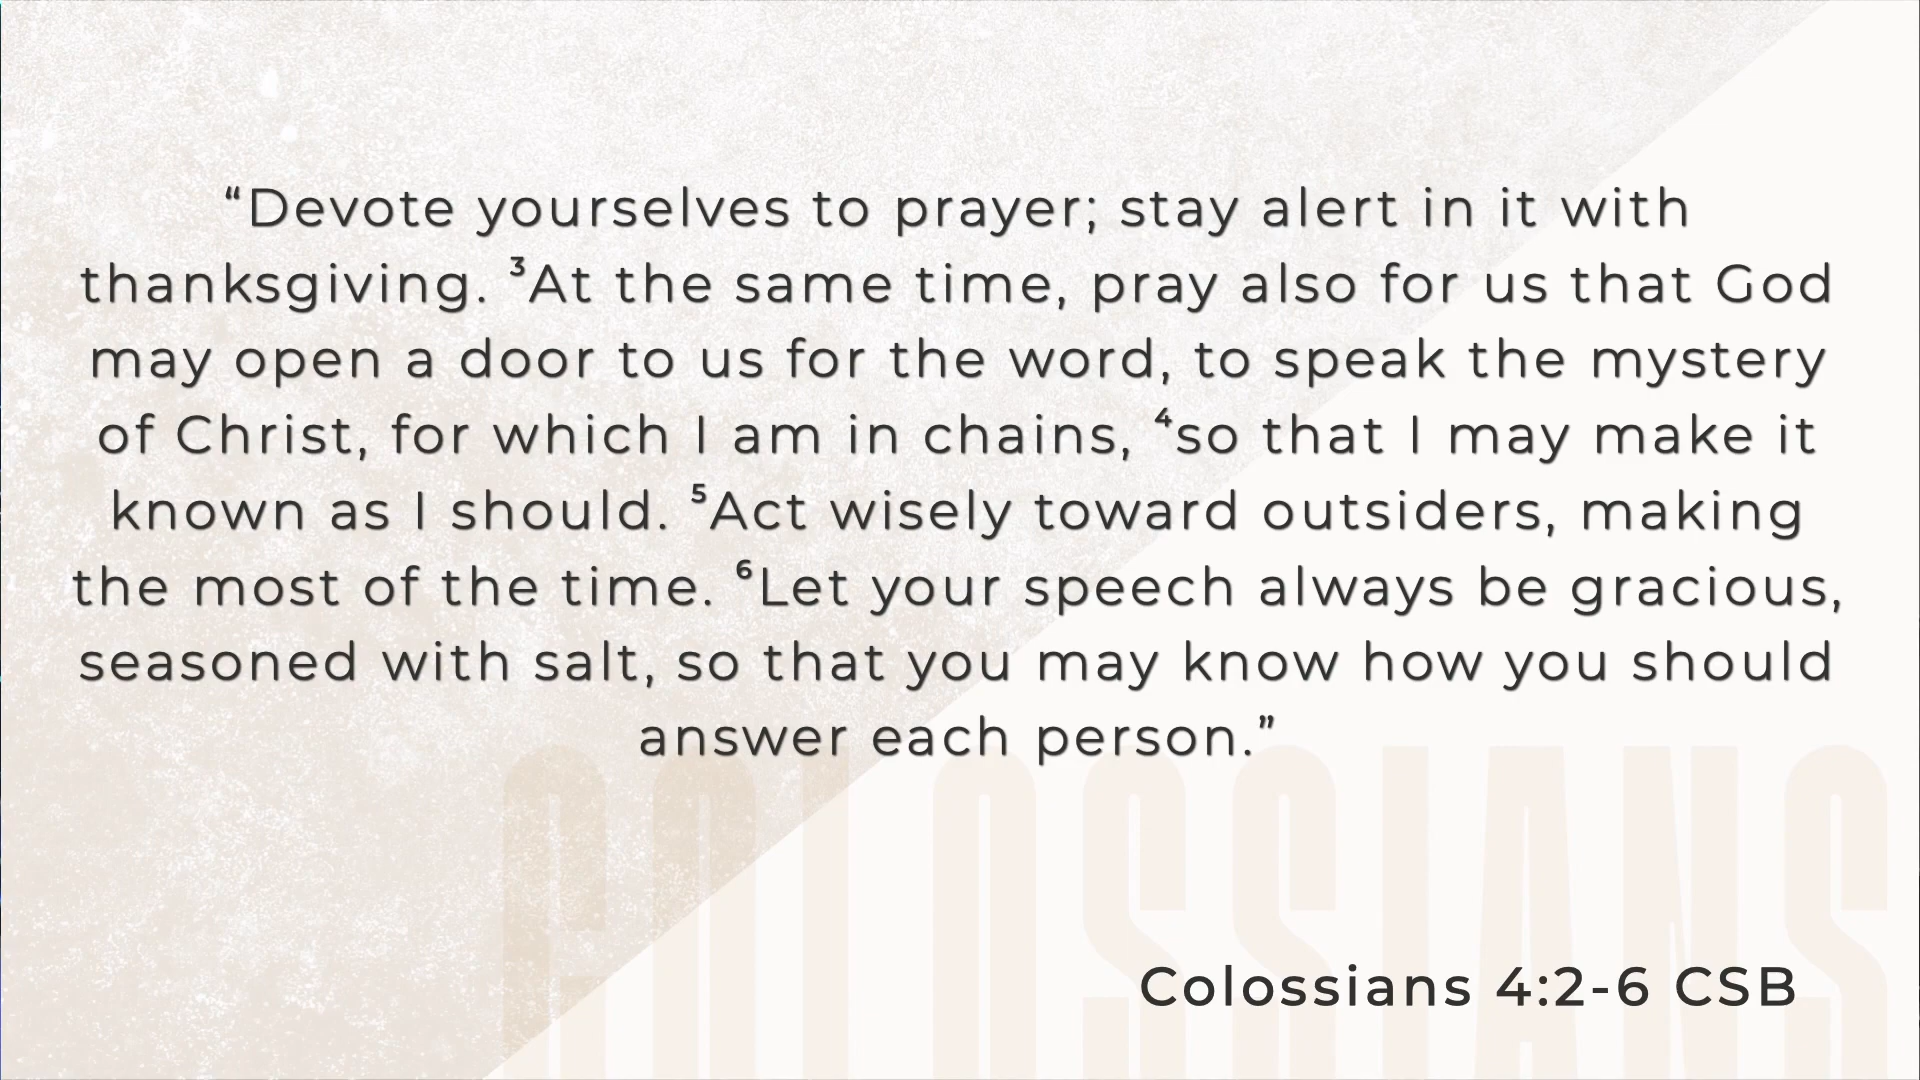 “Devote yourselves to prayer; stay alert in it with
thanksgiving. ³At the same time, pray also for us that God
may open a door to us for the word, to speak the mystery
of Christ, for which I am in chains, ⁴so that I may make it
known as I should. ⁵Act wisely toward outsiders, making
the most of the time. ⁶Let your speech always be gracious,
seasoned with salt, so that you may know how you should
answer each person.”
COLOSSIANS
Colossians 4:2-6 CSB